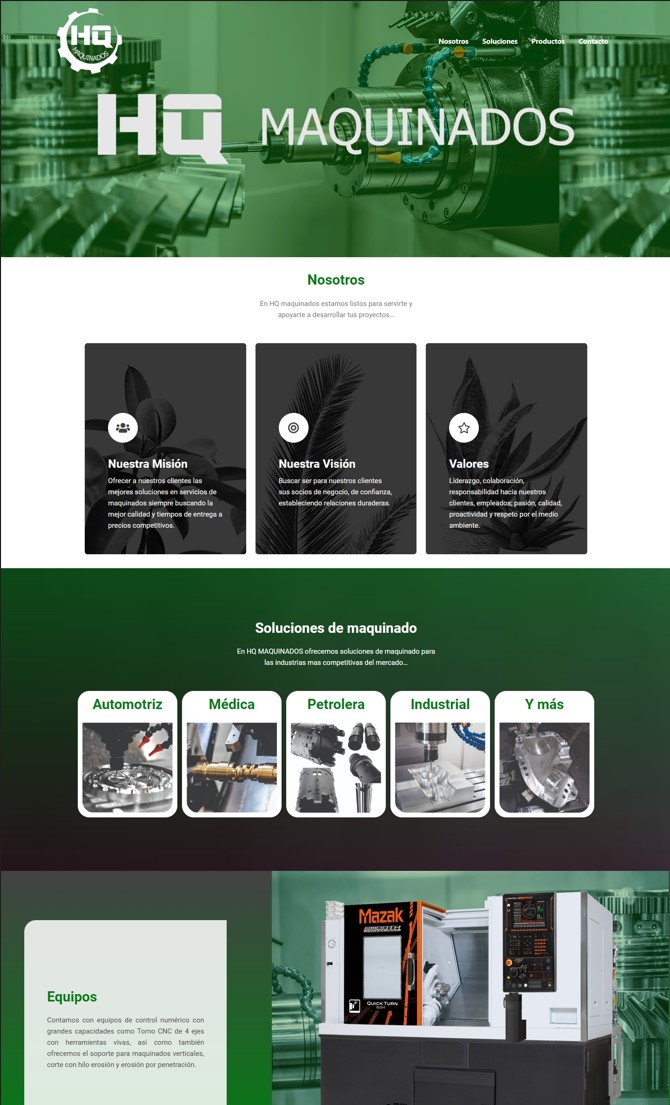 HQ
MAQUINADOS
Nosotros Soluciones Productos Contacto
HQ MAQUINADOS
Nosotros
En HQ maquinados estamos listos para servirte y
apoyarte a desarrollar tus proyectos...
Nuestra Misión
Ofrecer a nuestros clientes las
mejores soluciones en servicios de
maquinados siempre buscando la
mejor calidad y tiempos de entrega a
precios competitivos.
Nuestra Visión
Buscar ser para nuestros clientes
sus socios de negocio, de confianza,
estableciendo relaciones duraderas.
Valores
Liderazgo, colaboración,
responsabilidad hacia nuestros
clientes, empleados; pasión, calidad,
proactividad y respeto por el medio
ambiente.
Soluciones de maquinado
En HQ MAQUINADOS ofrecemos soluciones de maquinado para
las industrias mas competitivas del mercado...
Automotriz
Médica
Petrolera
Industrial
Y más
Equipos
Contamos con equipos de control numérico con
grandes capacidades como Torno CNC de 4 ejes
con herramientas vivas, así como también
ofrecemos el soporte para maquinados verticales,
corte con hilo erosión y erosión por penetración.
Mazak
SMOOTH
QUICK TURN